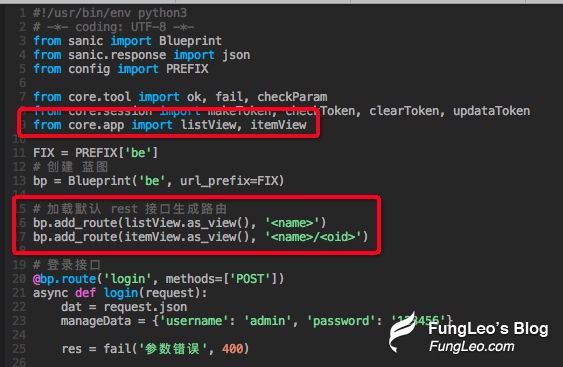 1 #!/usr/bin/env python3
2 # -*- coding: UTF-8 -*-
3 from sanic import Blueprint
4 from sanic.response import json
5 from config import PREFIX
6
7 from core.tool import ok, fail, checkParam
8 from core.session import makeToken, checkToken, clearToken, updataToken
9 from core.app import listView, itemView
10
11 FIX = PREFIX['be']
12 # 创建 蓝图
13 bp = Blueprint('be', url_prefix=FIX)
14
15 # 加载默认 rest 接口生成路由
16 bp.add_route(listView.as_view(), '<name>')
17 bp.add_route(itemView.as_view(), '<name>/<oid>')
18
19 # 登录接口
20 @bp.route('login', methods=['POST'])
21 async def login(request):
22 dat = request.json
23 manageData = {'username': 'admin', 'password': '123456'}
24
25 res = fail('参数错误', 400)
26
FungLeo's Blog
FungLeo.com